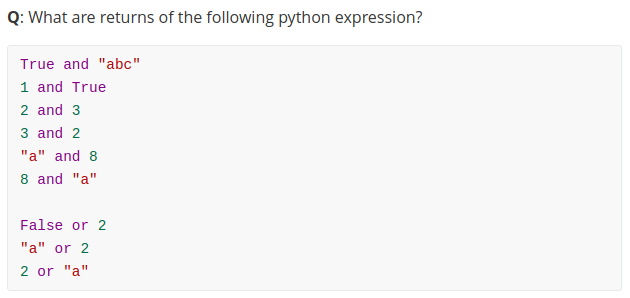 Q: What are returns of the following python expression?
True and "abc"
1 and True
2 and 3
3 and 2
"a" and 8
8 and "a"
False or 2
"a" or 2
2 or "a"